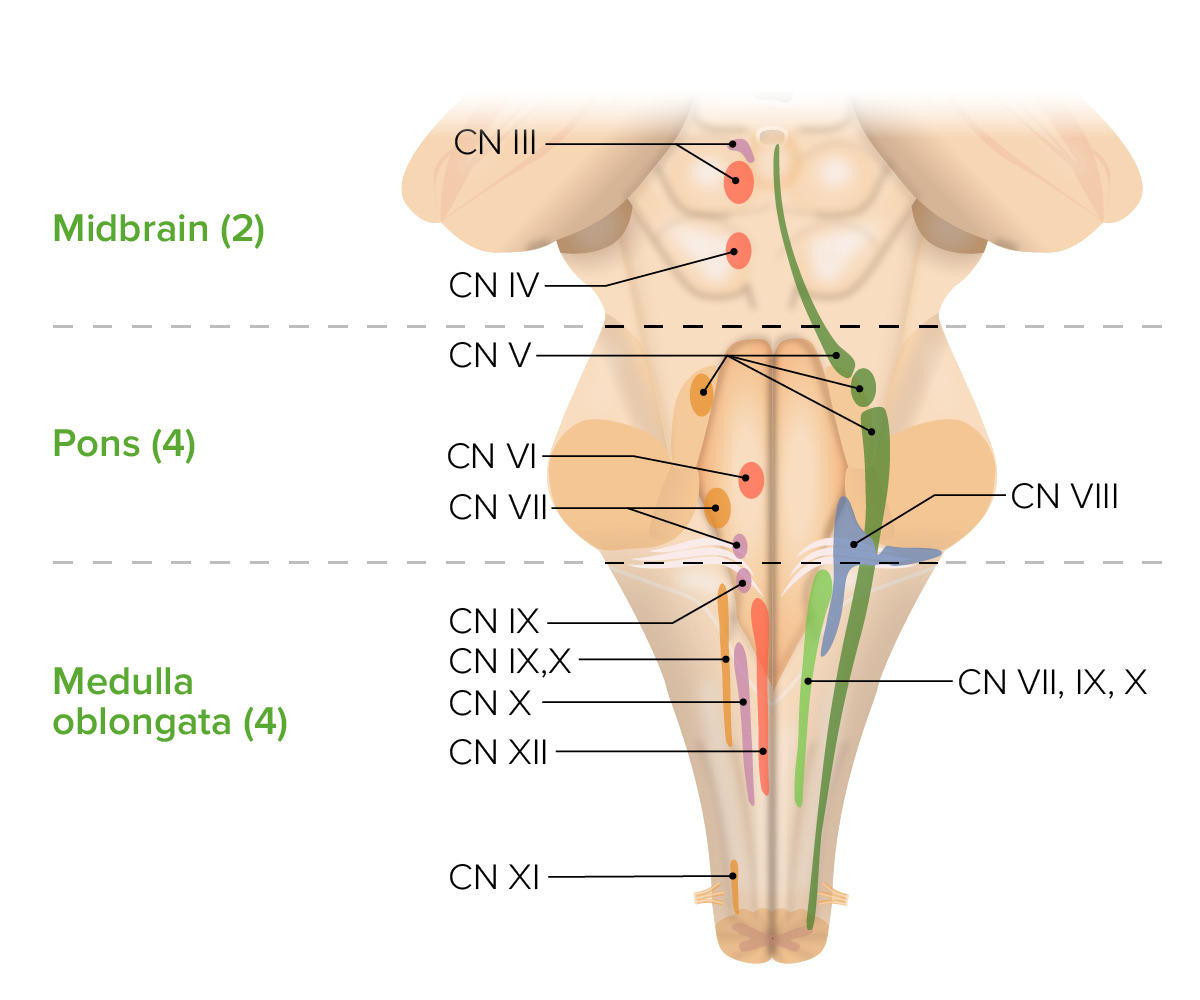 CN III
Midbrain (2)
CN IV
CN V
Pons (4)
CN VI
CN VII
CN VIII
CN IX
CN IX,X
Medulla
oblongata (4)
CN VII, IX, X
CN X
CN XII
CN XI